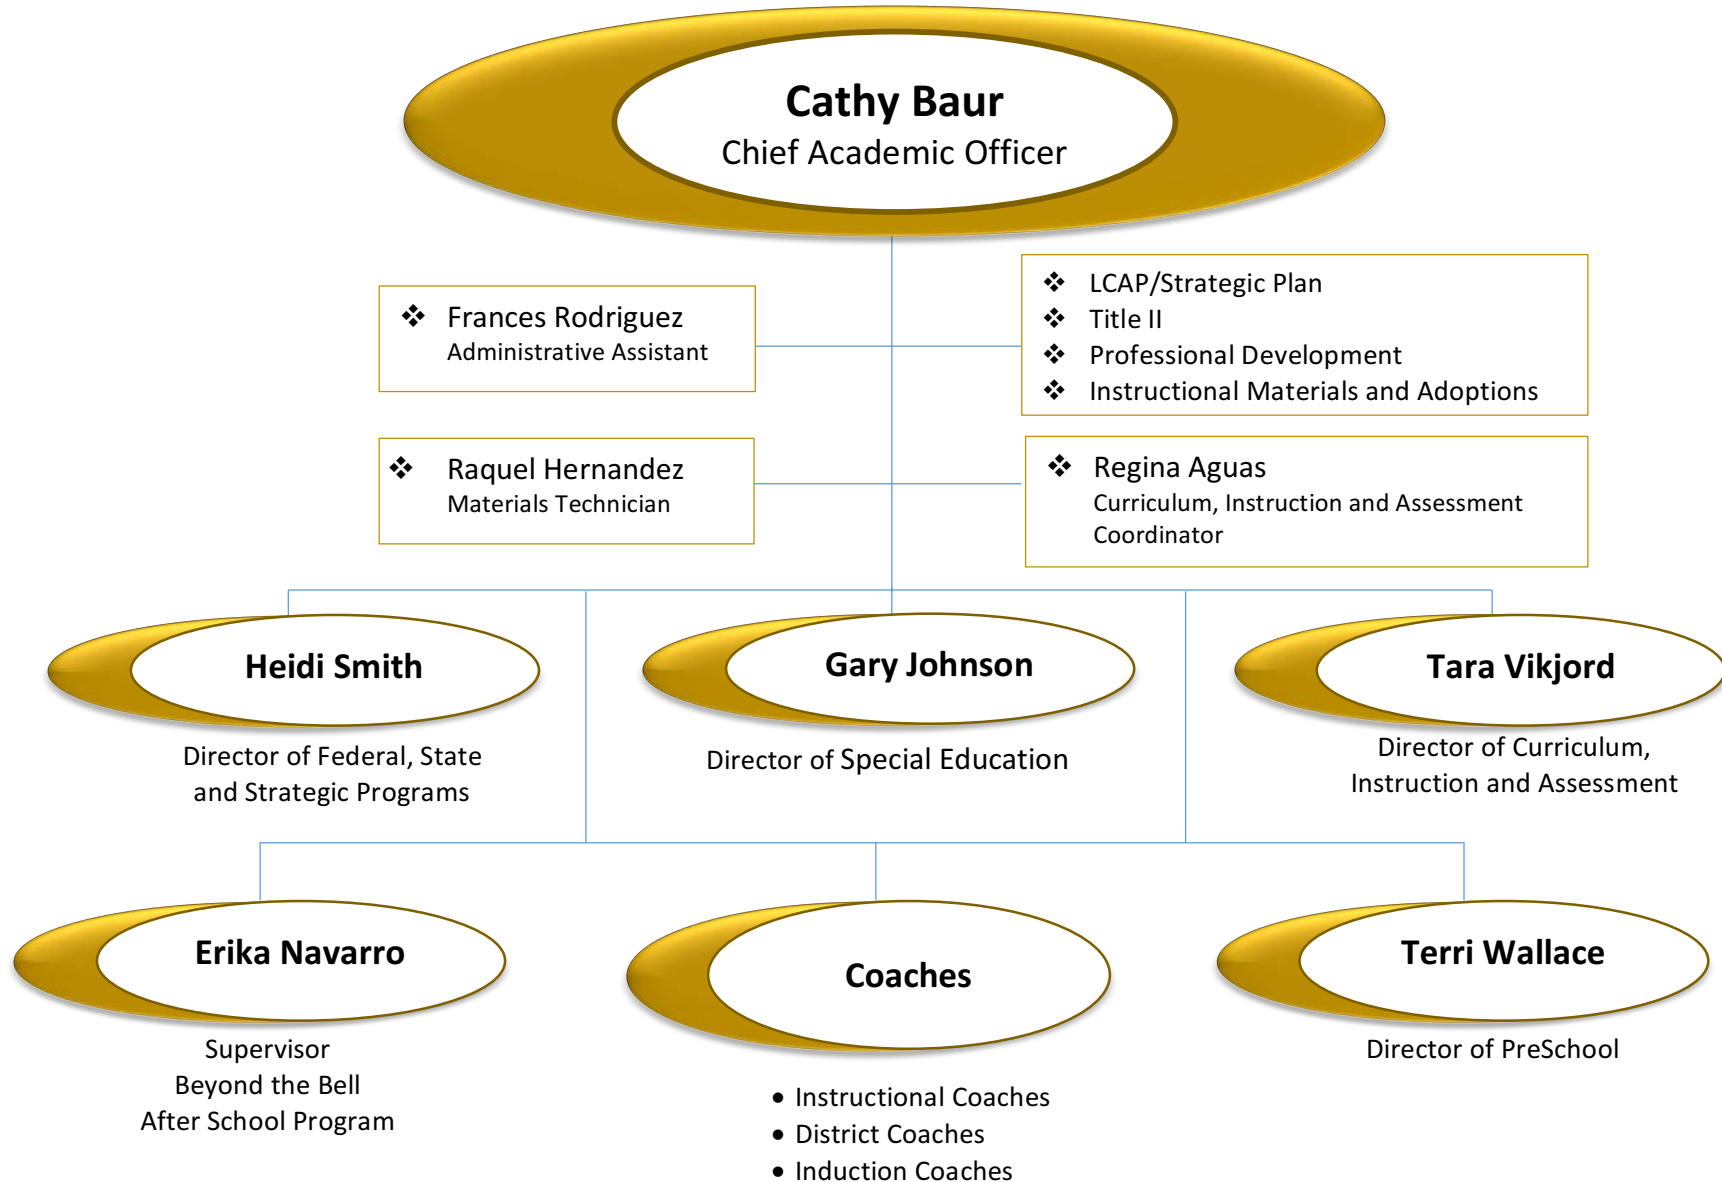 Cathy Baur
Chief Academic Officer
❖ Frances Rodriguez
Administrative Assistant
❖ LCAP/Strategic Plan
❖ Title II
❖ Professional Development
❖ Instructional Materials and Adoptions
❖ Raquel Hernandez
Materials Technician
❖ Regina Aguas
Curriculum, Instruction and Assessment
Coordinator
Heidi Smith
Director of Federal, State
and Strategic Programs
Gary Johnson
Director of Special Education
Tara Vikjord
Director of Curriculum,
Instruction and Assessment
Erika Navarro
Supervisor
Beyond the Bell
After School Program
Coaches
• Instructional Coaches
• District Coaches
• Induction Coaches
Terri Wallace
Director of PreSchool